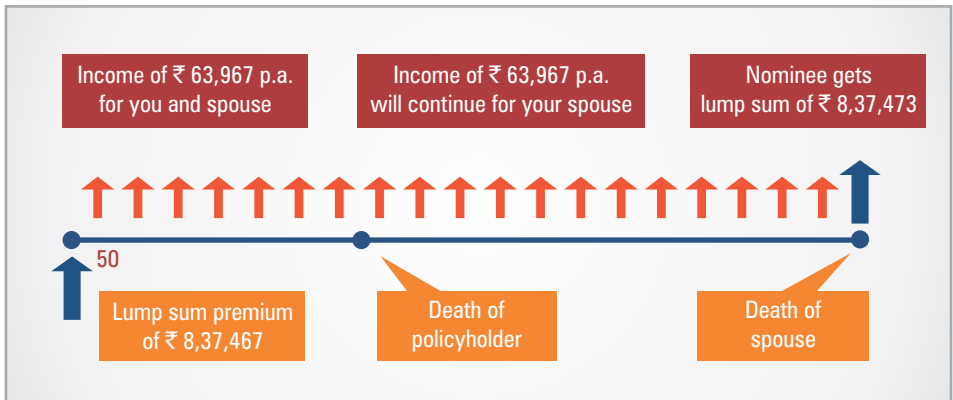 Income of ₹ 63,967 p.a.
for you and spouse
Income of ₹ 63,967 p.a.
will continue for your spouse
Nominee gets
lump sum of ₹ 8,37,473
50
Lump sum premium
of ₹ 8,37,467
Death of
policyholder
Death of
spouse